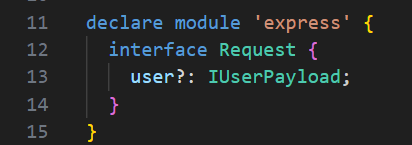 11 declare module 'express' {
12 interface Request {
13 user?: IUserPayload;
14 }
15 }